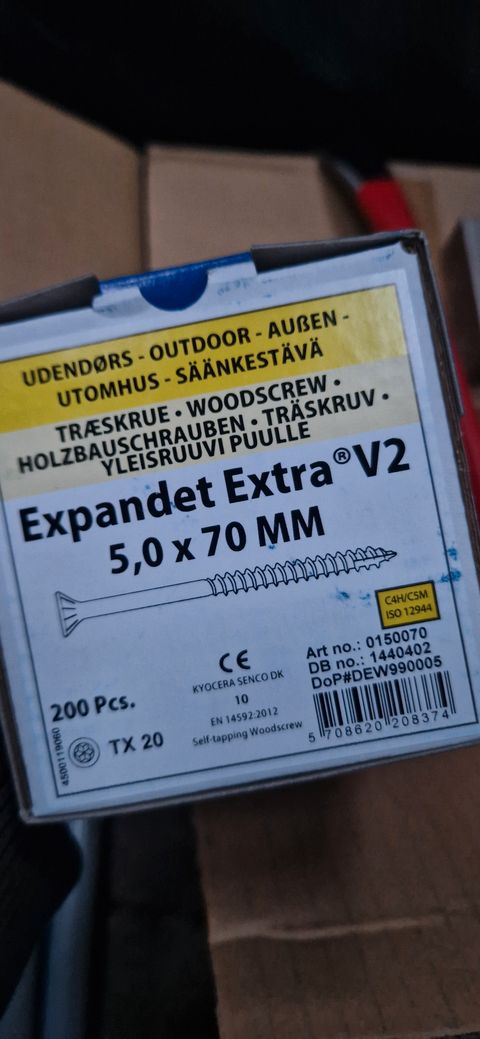 UDENDØRS - OUTDOOR - AUßEN -
UTOMHUS - SÄÄNKESTÄVÄ
TRÆSKRUE • WOODSCREW •
HOLZBAUSCHRAUBEN • TRÄSKRUV •
YLEISRUUVI PUULLE
Expandet Extra® V2
5,0 x 70 MM
C4H/C5M
ISO 12944
CE
KYOCERA SENCO DK
10
EN 14592:2012
Self-tapping Woodscrew
Art no.: 0150070
DB no.: 1440402
DoP#DEW990005
5 708620 208374
200 Pcs.
TX 20
4500119060